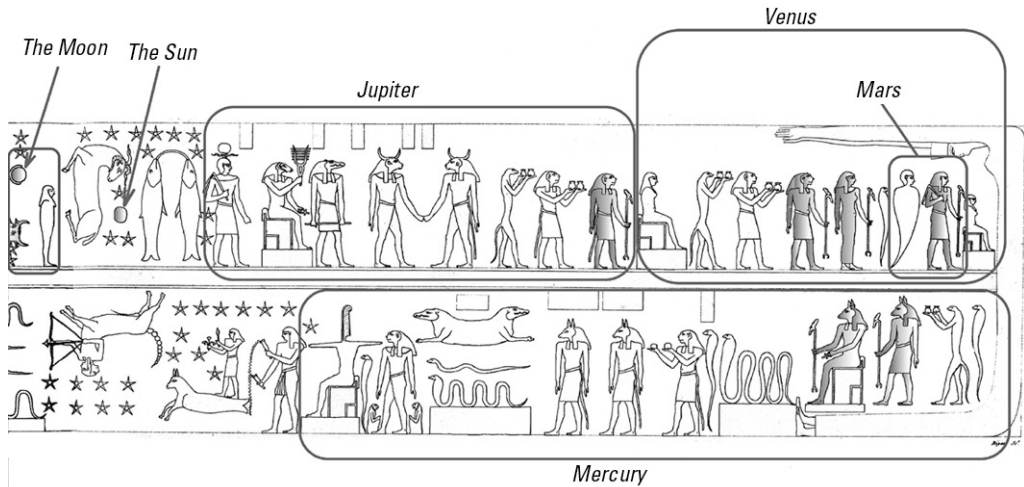 Venus
The Moon
The Sun
Jupiter
Mars
Mercury